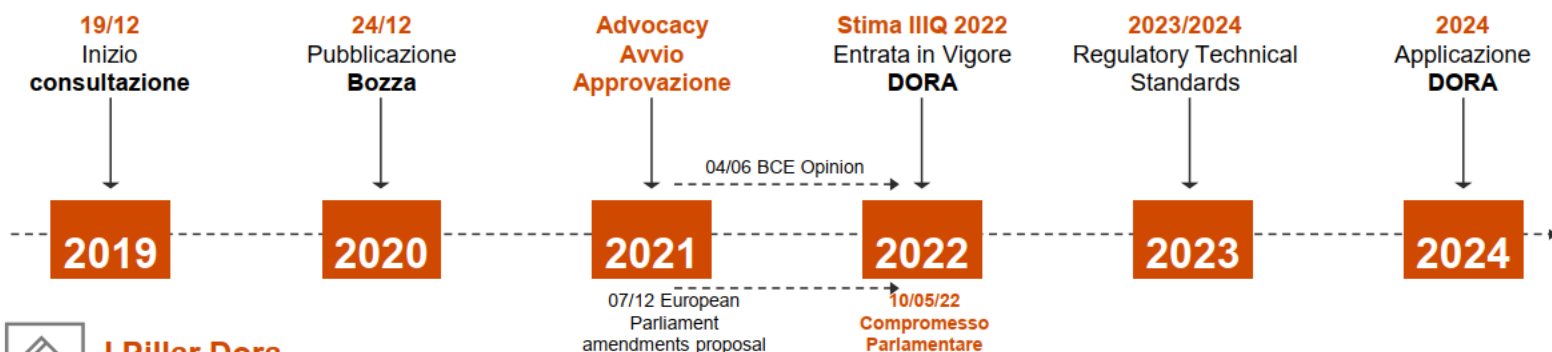 19/12
Inizio
consultazione
24/12
Pubblicazione
Bozza
Advocacy
Avvio
Approvazione
Stima IIIQ 2022
Entrata in Vigore
DORA
2023/2024
Regulatory Technical
Standards
2024
Applicazione
DORA
04/06 BCE Opinion
2019
2020
2021
2022
2023
2024
07/12 European
Parliament
amendments proposal
10/05/22
Compromesso
Parlamentare
I Pillar Dora